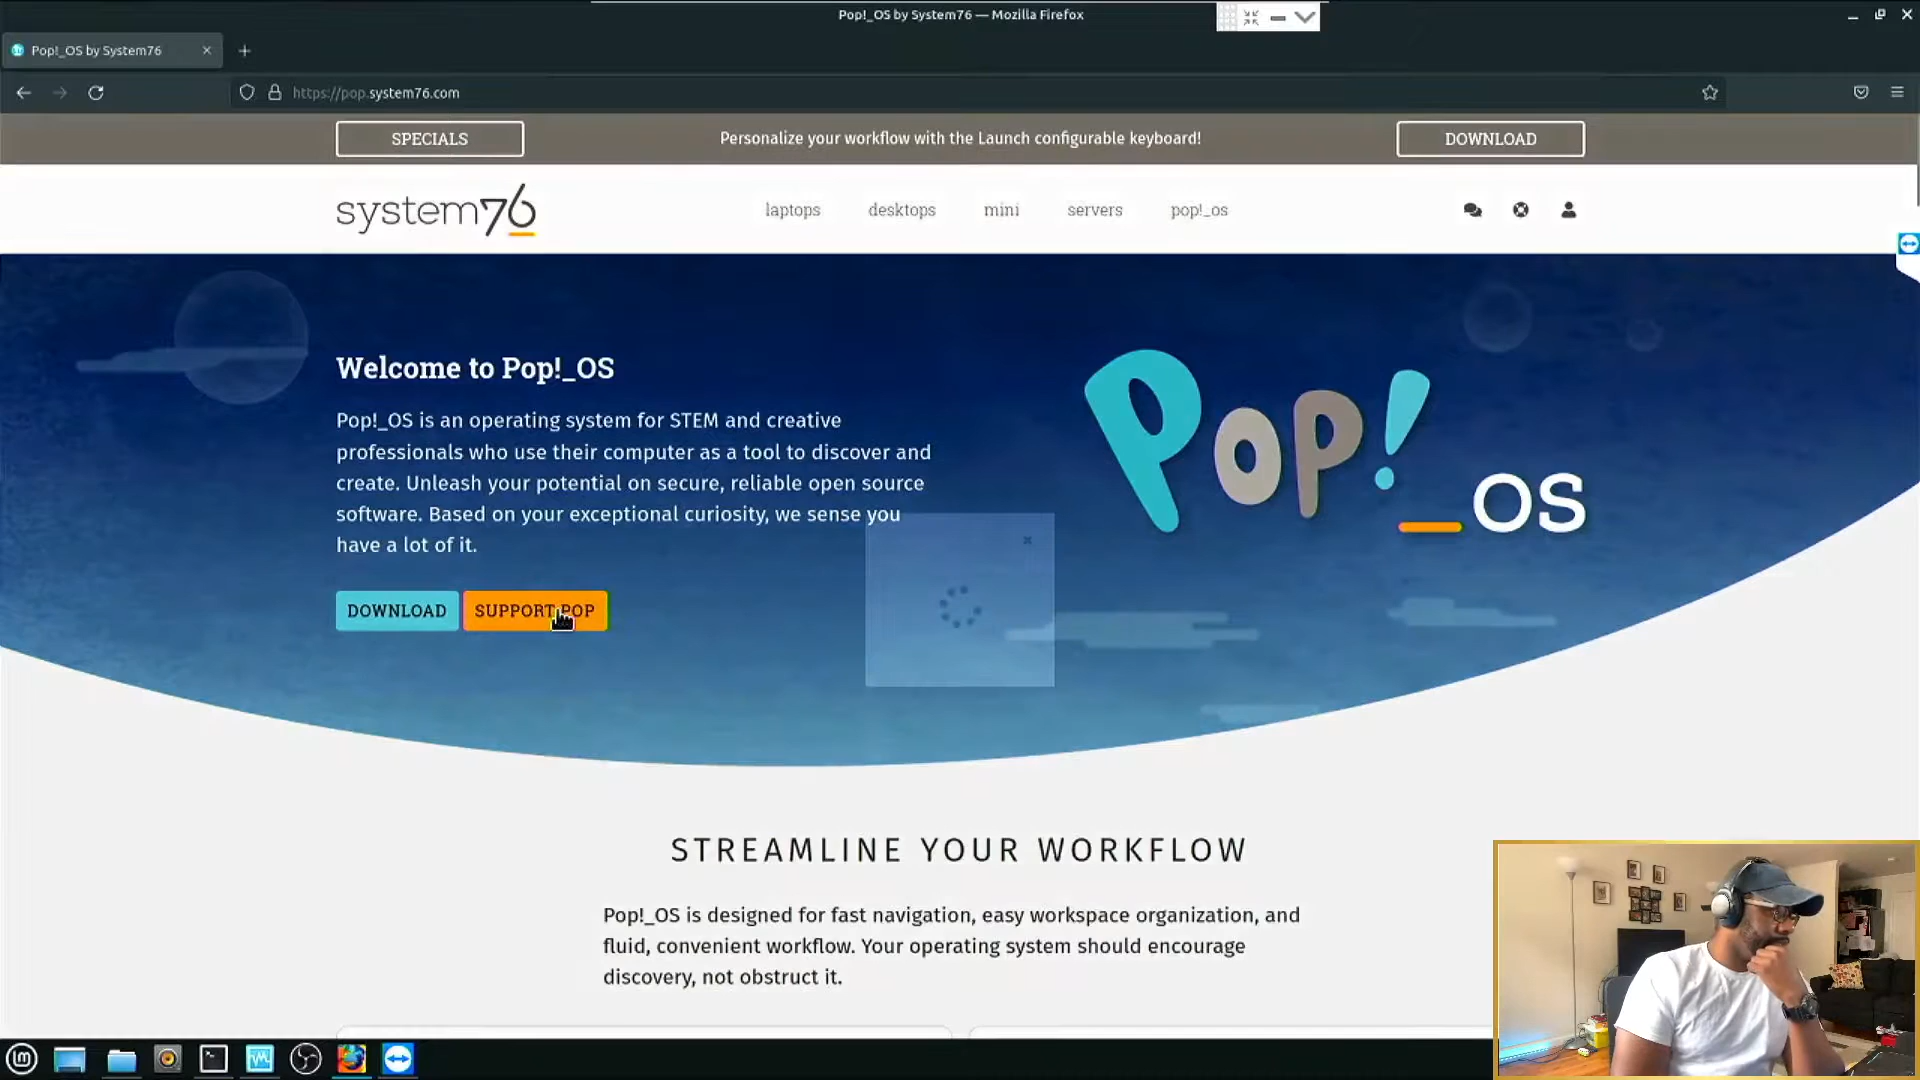 Pop!_OS by System76 — Mozilla Firefox
Pop!_OS by System76
https://pop.system76.com
SPECIALS
Personalize your workflow with the Launch configurable keyboard!
DOWNLOAD
system76
laptops
desktops
mini
servers
pop!_os
Welcome to Pop!_OS
Pop!_OS is an operating system for STEM and creative
professionals who use their computer as a tool to discover and
create. Unleash your potential on secure, reliable open source
software. Based on your exceptional curiosity, we sense you
have a lot of it.
DOWNLOAD
SUPPORT POP
Pop!_OS
STREAMLINE YOUR WORKFLOW
Pop!_OS is designed for fast navigation, easy workspace organization, and
fluid, convenient workflow. Your operating system should encourage
discovery, not obstruct it.